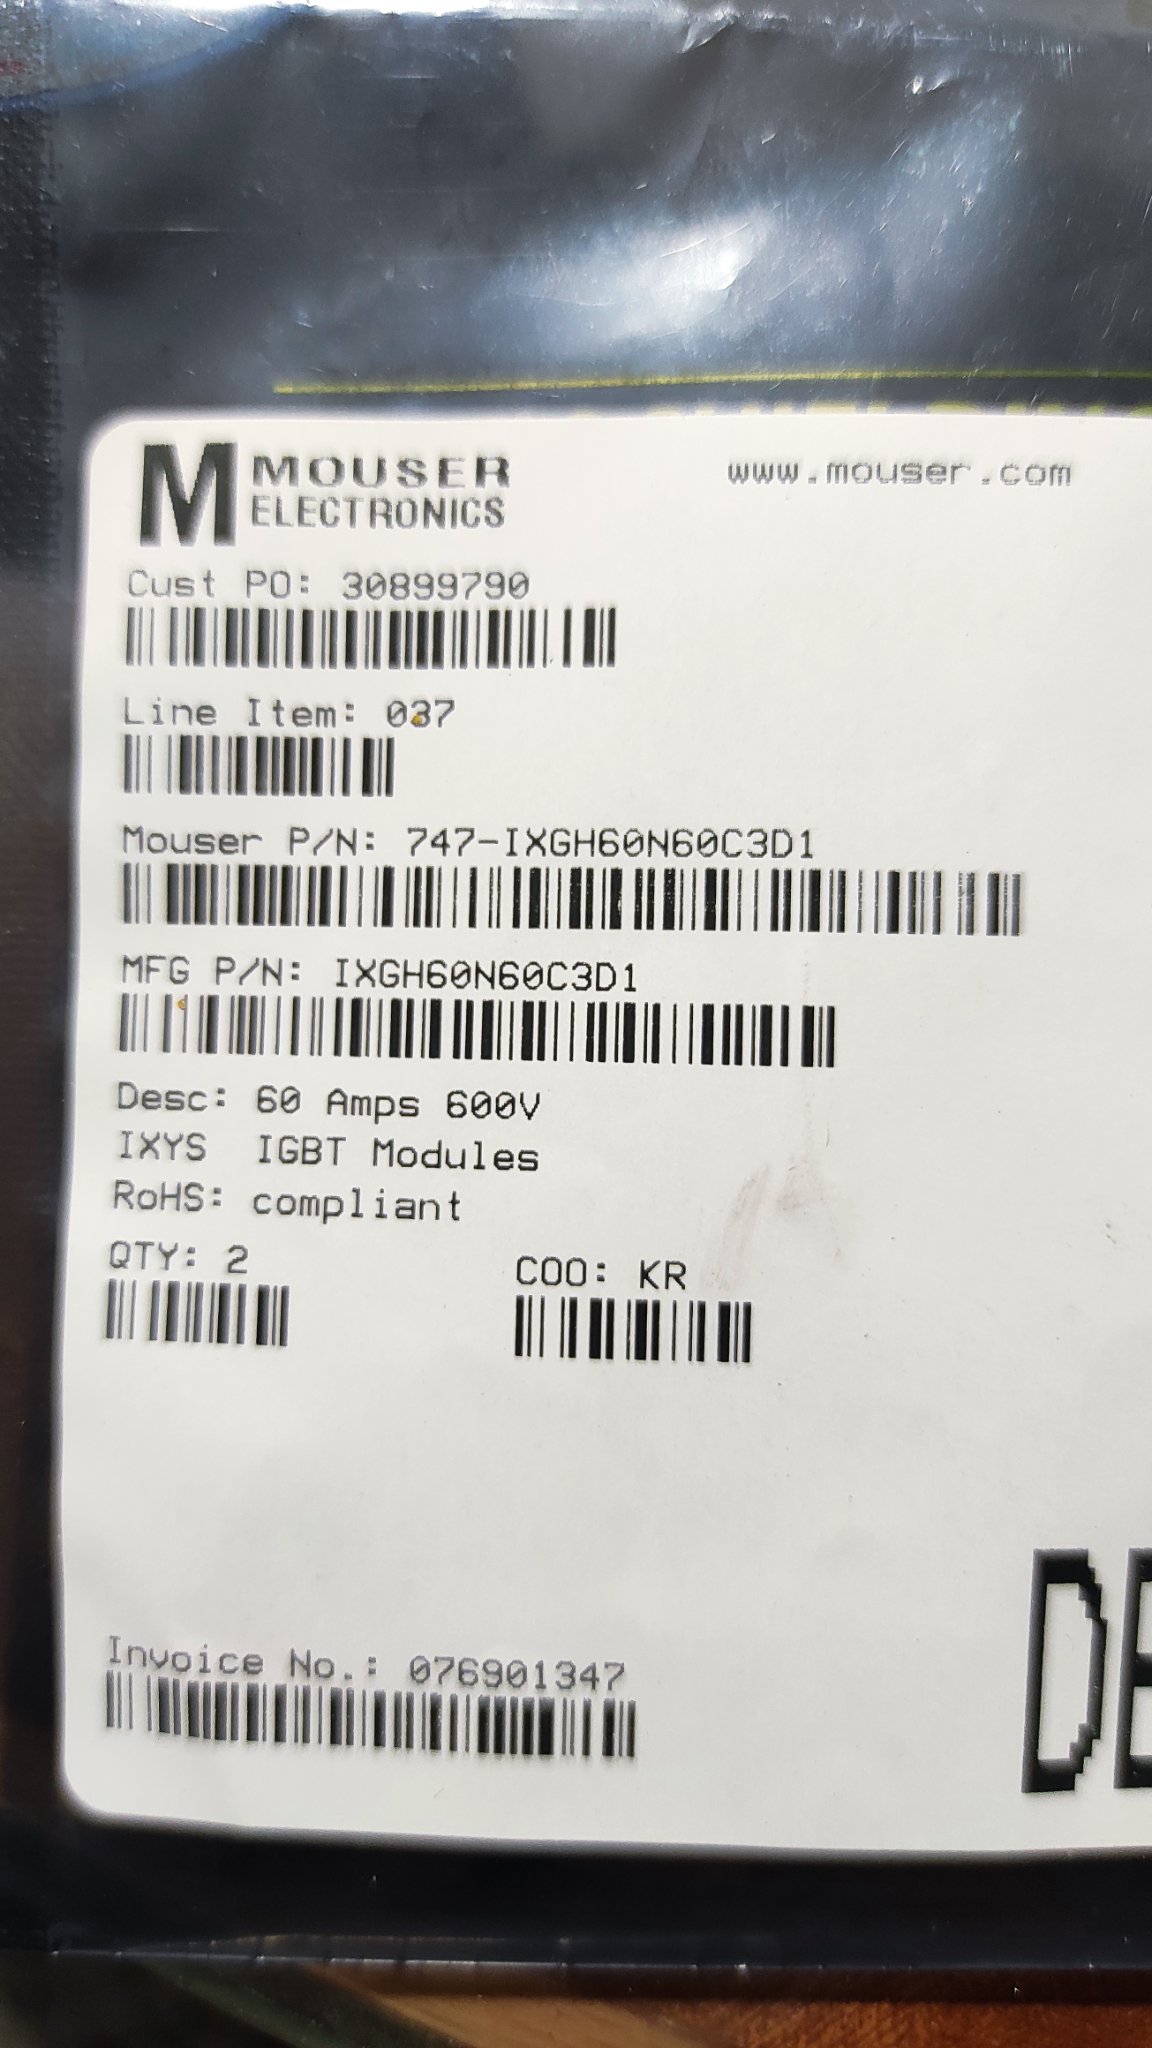 M MOUSER
ELECTRONICS
www.mouser.com
Cust PO: 30899790
Line Item: 037
Mouser P/N: 747-IXGH60N60C3D1
MFG P/N: IXGH60N60C3D1
Desc: 60 Amps 600V
IXYS IGBT Modules
RoHS: compliant
QTY: 2
COO: KR
Invoice No.: 076901347